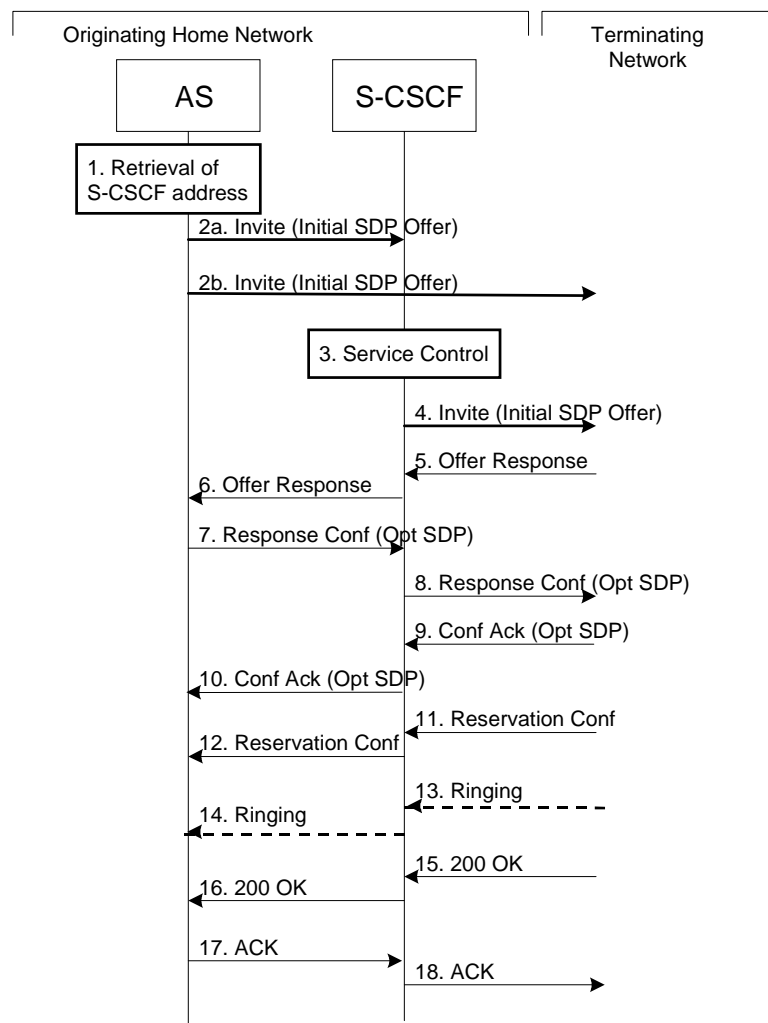 Originating Home Network
Terminating
Network
AS
S-CSCF
1. Retrieval of
S-CSCF address
2a. Invite (Initial SDP Offer)
2b. Invite (Initial SDP Offer)
3. Service Control
4. Invite (Initial SDP Offer)
5. Offer Response
6. Offer Response
7. Response Conf (Opt SDP)
8. Response Conf (Opt SDP)
9. Conf Ack (Opt SDP)
10. Conf Ack (Opt SDP)
11. Reservation Conf
12. Reservation Conf
13. Ringing
14. Ringing
15. 200 OK
16. 200 OK
17. ACK
18. ACK